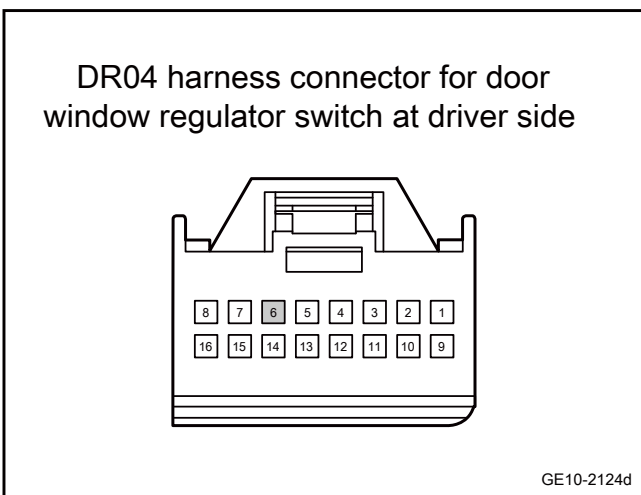 DR04 harness connector for door
window regulator switch at driver side
8 7 6 5 4 3 2 1
16 15 14 13 12 11 10 9
GE10-2124d